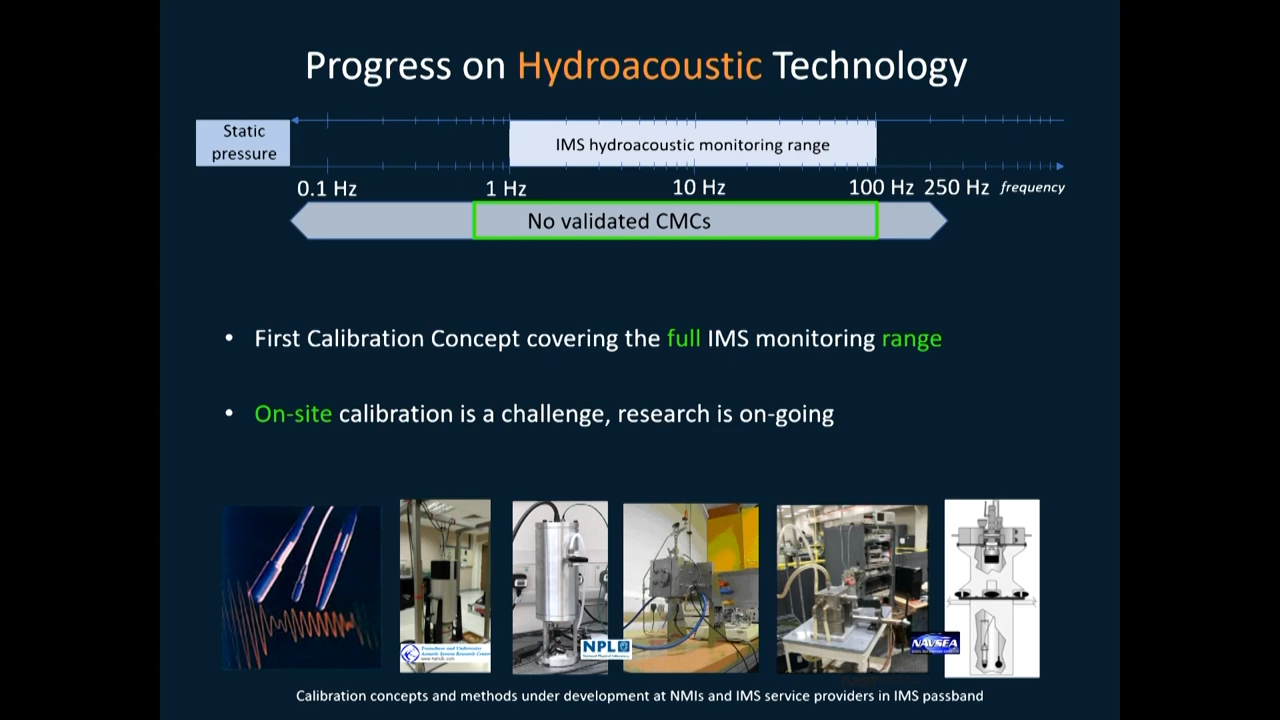 Progress on Hydroacoustic Technology
Static
pressure
IMS hydroacoustic monitoring range
0.1 Hz 1 Hz 10 Hz 100 Hz 250 Hz frequency
No validated CMCs
• First Calibration Concept covering the full IMS monitoring range
• On-site calibration is a challenge, research is on-going
NPL
National Physical Laboratory
NAVSEA
Calibration concepts and methods under development at NMIs and IMS service providers in IMS passband